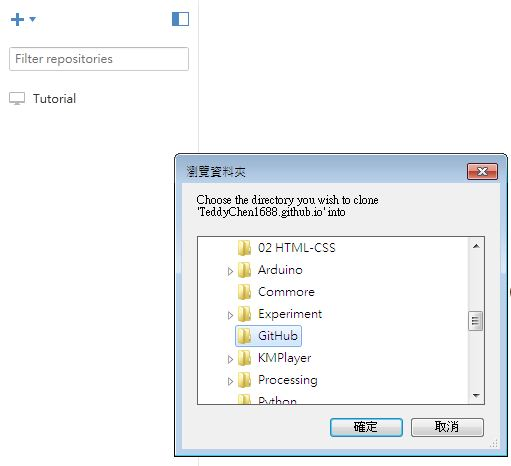 Filter repositories
Tutorial
瀏覽資料夾
Choose the directory you wish to clone
'TeddyChen1688.github.io' into
02 HTML-CSS
Arduino
Commore
Experiment
GitHub
KMPlayer
Processing
Python
確定
取消